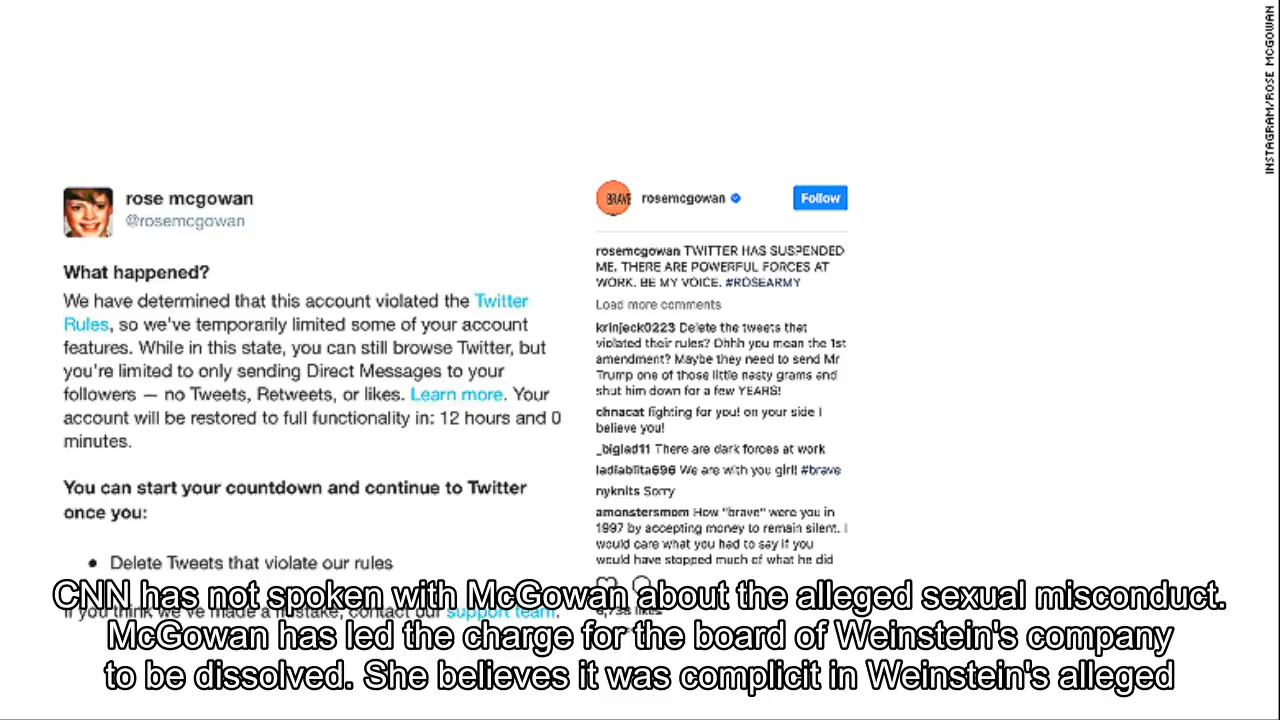 INSTAGRAM/ROSE MCGOWAN
rose mcgowan
@rosemcgowan
What happened?
We have determined that this account violated the Twitter
Rules, so we've temporarily limited some of your account
features. While in this state, you can still browse Twitter, but
you're limited to only sending Direct Messages to your
followers — no Tweets, Retweets, or likes. Learn more. Your
account will be restored to full functionality in: 12 hours and 0
minutes.
You can start your countdown and continue to Twitter
once you:
• Delete Tweets that violate our rules
If you think we've made a mistake, contact our support team.
BRAVE
rosemcgowan
Follow
rosemcgowan TWITTER HAS SUSPENDED
ME. THERE ARE POWERFUL FORCES AT
WORK. BE MY VOICE. #ROSEARMY
Load more comments
krinjeck0223 Delete the tweets that
violated their rules? Ohhh you mean the 1st
amendment? Maybe they need to send Mr
Trump one of those little nasty grams and
shut him down for a few YEARS!
chnacat fighting for you! on your side I
believe you!
_biglad11 There are dark forces at work
We are with you girl! #brave
nyknits Sorry
amonstersmom How "brave" were you in
1997 by accepting money to remain silent. I
would care what you had to say if you
would have stopped much of what he did
likes
CNN has not spoken with McGowan about the alleged sexual misconduct.
McGowan has led the charge for the board of Weinstein's company
to be dissolved. She believes it was complicit in Weinstein's alleged